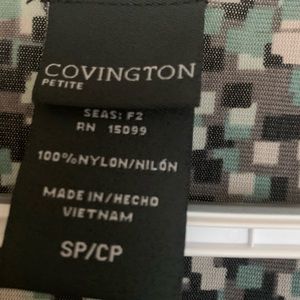 COVINGTON
PETITE
SEAS: F2
RN 15099
100%NYLON/NILÓN
MADE IN/HECHO
VIETNAM
SP/CP